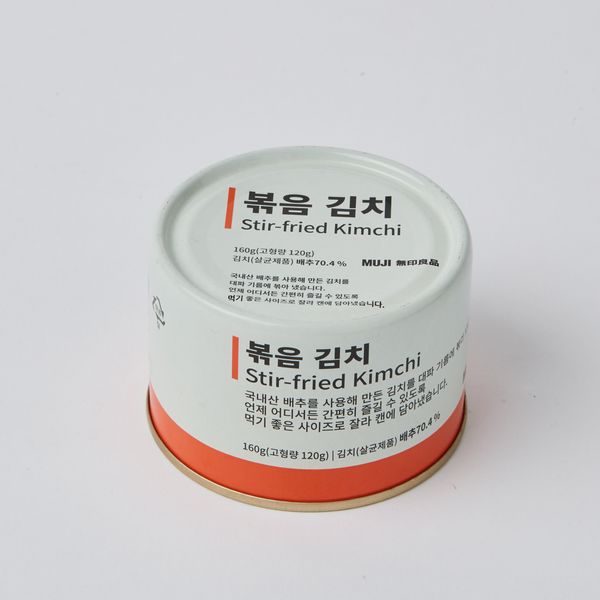 볶음 김치
Stir-fried Kimchi
160g(고형량 120g)
김치(살균제품) 배추70.4%
MUJI 無印良品
국내산 배추를 사용해 만든 김치를
대파 기름에 볶아 냈습니다.
언제 어디서든 간편히 즐길 수 있도록
먹기 좋은 사이즈로 잘라 캔에 담아냈습니다.
볶음 김치
Stir-fried Kimchi
국내산 배추를 사용해 만든 김치를 대파 기름에
언제 어디서든 간편히 즐길 수 있도록
먹기 좋은 사이즈로 잘라 캔에 담아냈습니다.
160g(고형량 120g) | 김치(살균제품) 배추70.4%